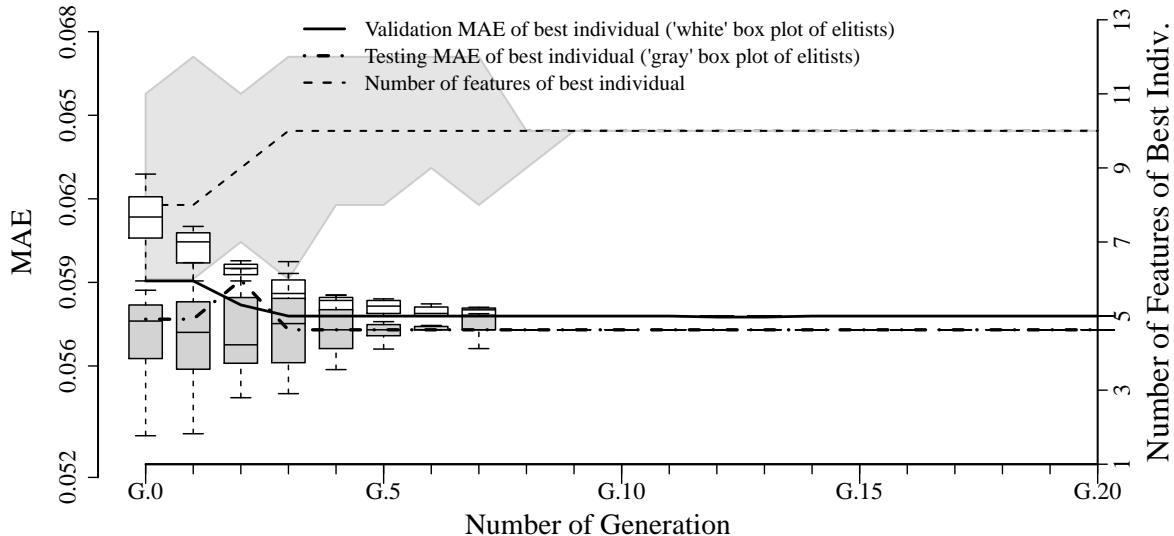 Validation MAE of best individual ('white' box plot of elitists)
Testing MAE of best individual ('gray' box plot of elitists)
Number of features of best individual
MAE
0.068
0.065
0.062
0.059
0.056
0.052
13
11
9
7
5
3
1
Number of Features of Best Indiv.
G.0
G.5
G.10
G.15
G.20
Number of Generation